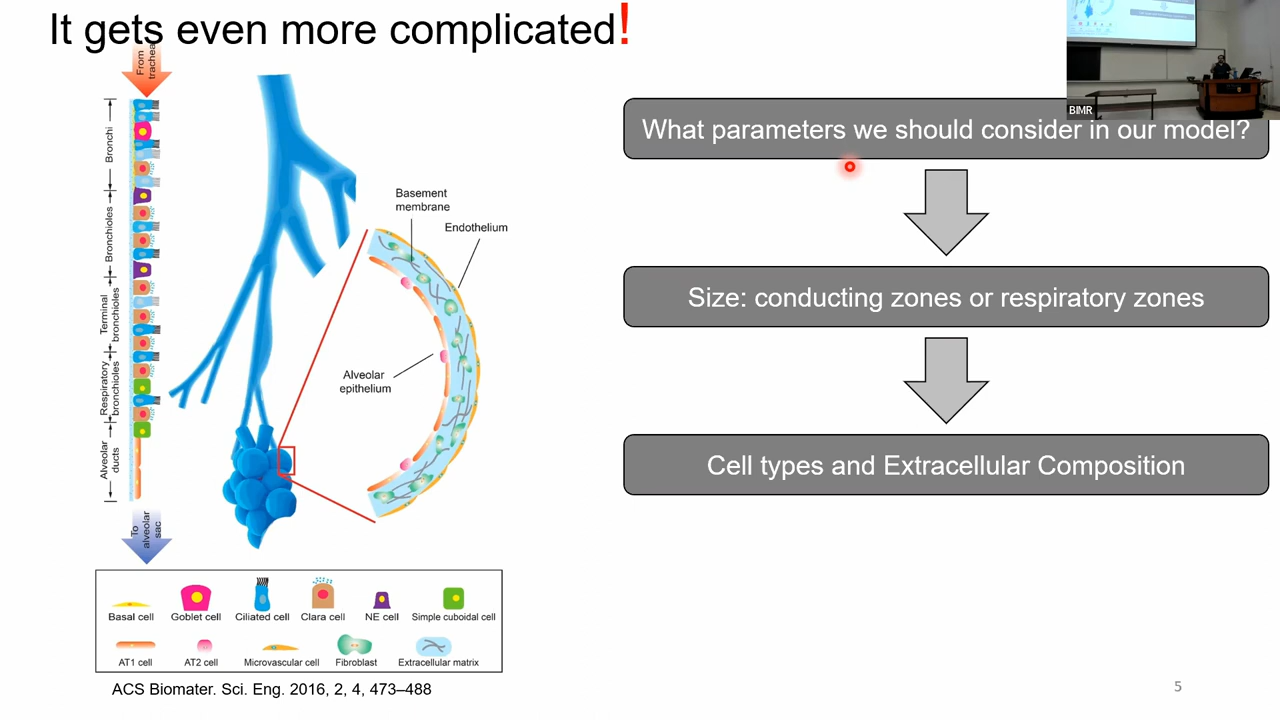 It gets even more complicated!
From
trachea
Bronchi
Bronchioles
Terminal
bronchioles
Respiratory
bronchioles
Alveolar
ducts
To
alveolar
sac
Basement
membrane
Endothelium
Alveolar
epithelium
Basal cell
Goblet cell
Ciliated cell
Clara cell
NE cell
Simple cuboidal cell
AT1 cell
AT2 cell
Microvascular cell
Fibroblast
Extracellular matrix
ACS Biomater. Sci. Eng. 2016, 2, 4, 473–488
BIMR
What parameters we should consider in our model?
Size: conducting zones or respiratory zones
Cell types and Extracellular Composition
5